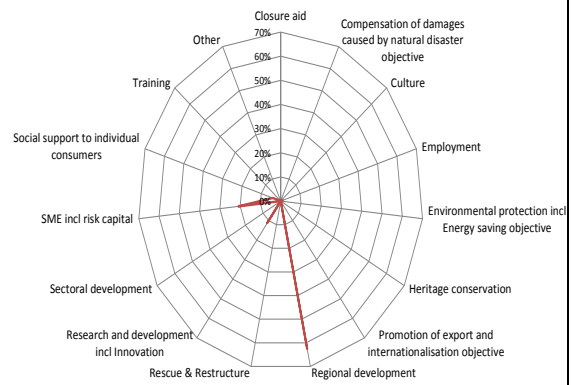 Closure aid
Compensation of damages
caused by natural disaster
objective
Culture
Employment
Environmental protection incl
Energy saving objective
Heritage conservation
Promotion of export and
internationalisation objective
Regional development
Rescue & Restructure
Research and development
incl Innovation
Sectoral development
SME incl risk capital
Social support to individual
consumers
Training
Other
70%
60%
50%
40%
30%
20%
10%
0%